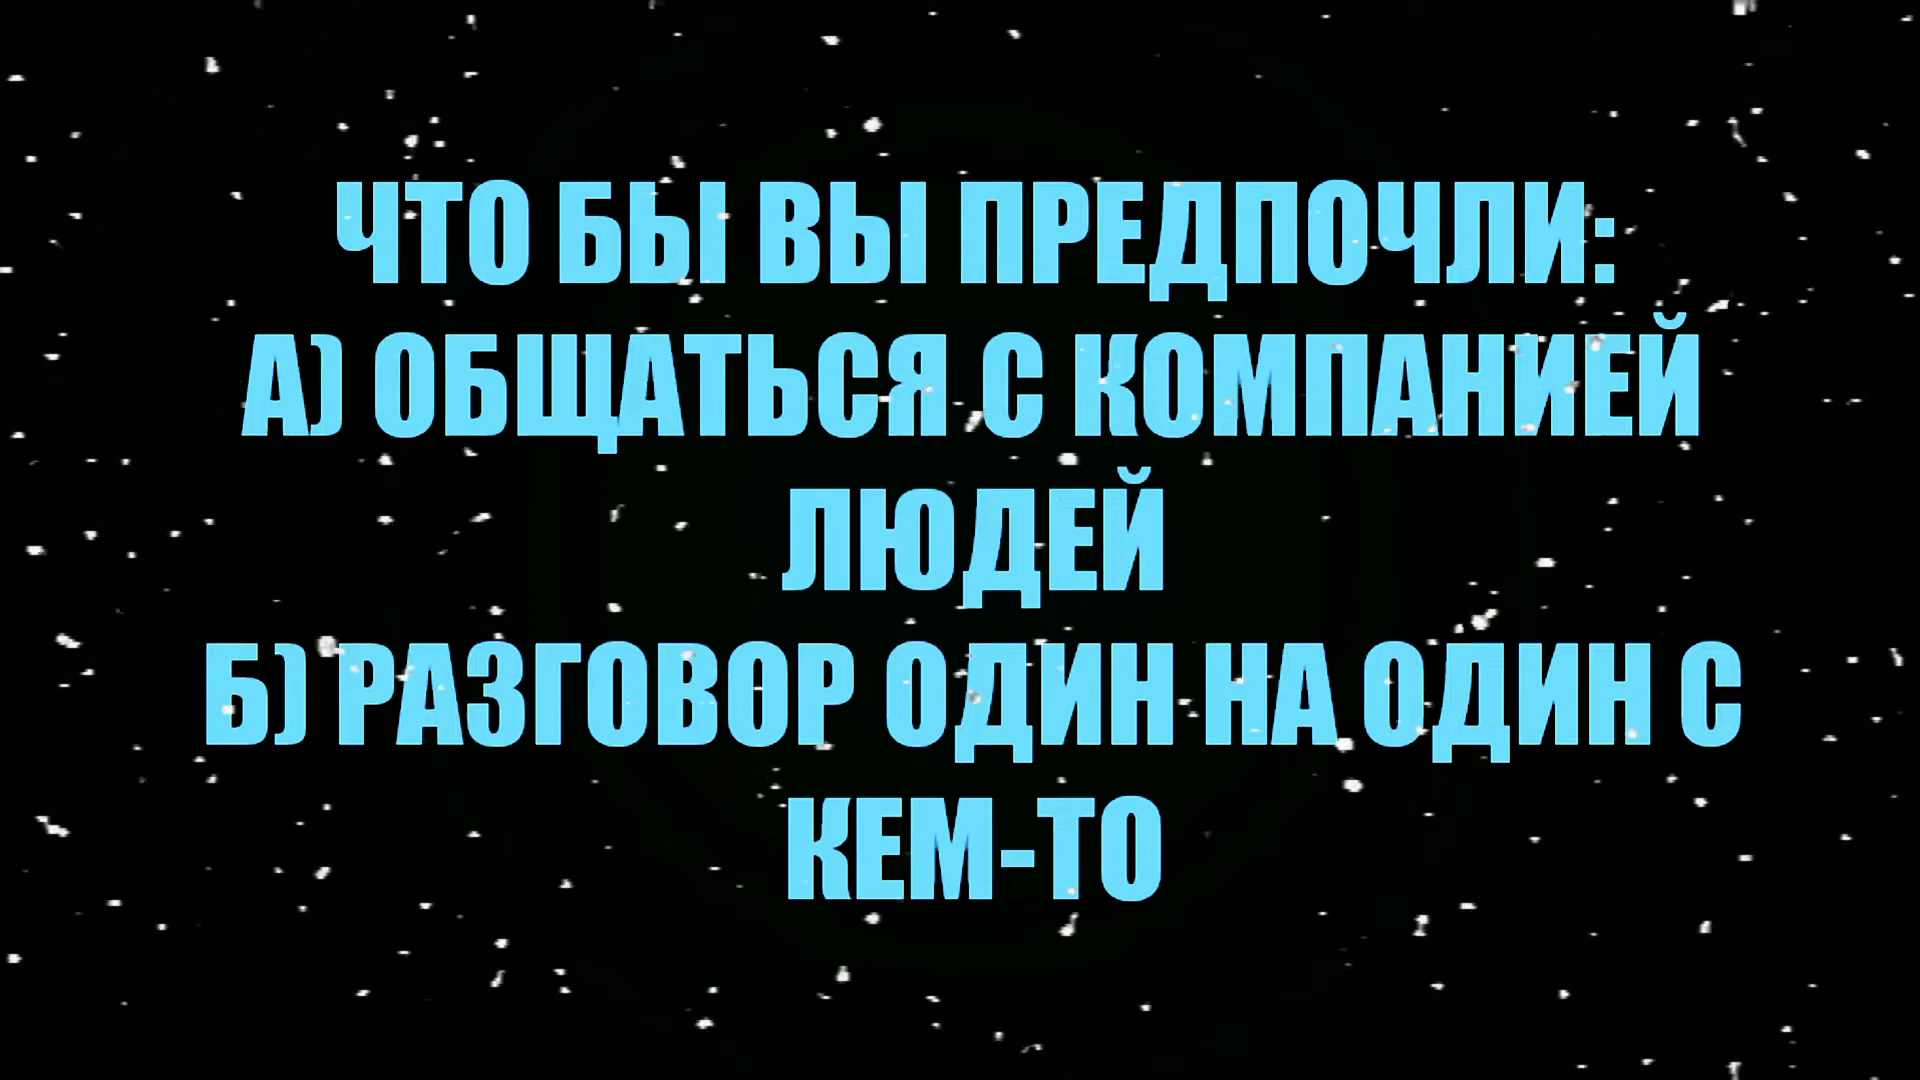 ЧТО БЫ ВЫ ПРЕДПОЧЛИ:
А) ОБЩАТЬСЯ С КОМПАНИЕЙ
ЛЮДЕЙ
Б) РАЗГОВОР ОДИН НА ОДИН С
КЕМ-ТО